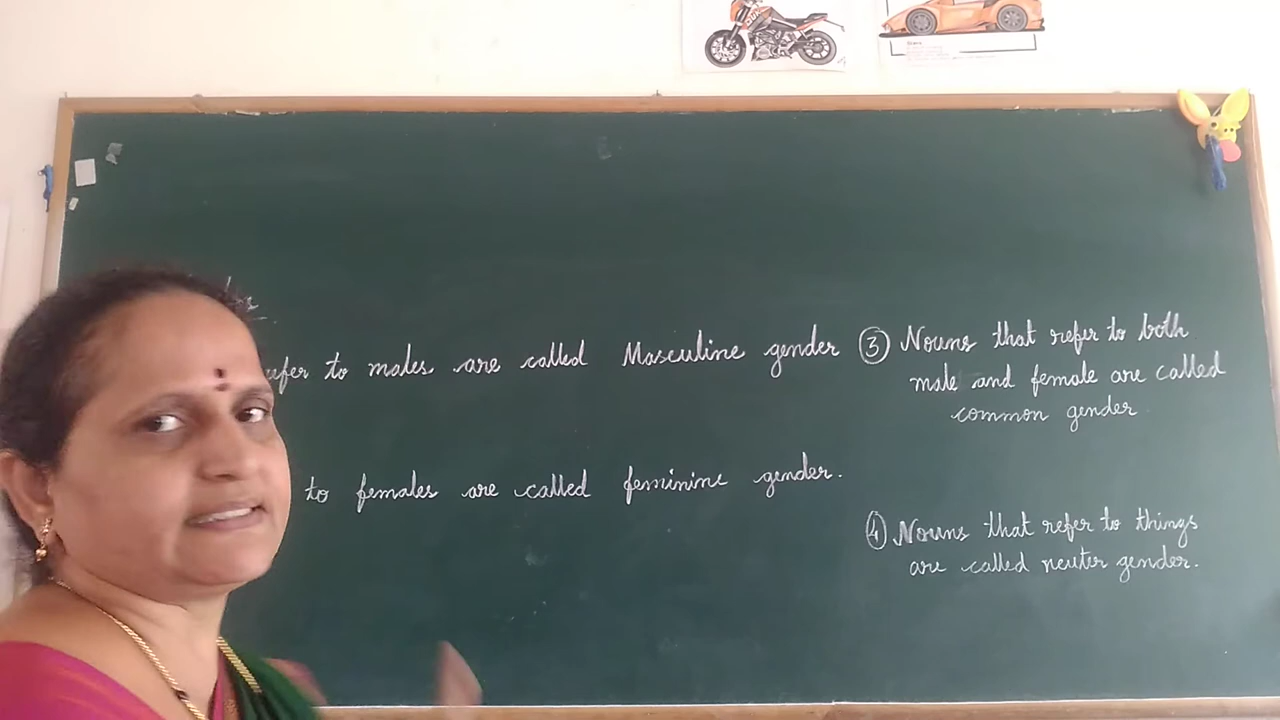 refer to males are called Masculine gender
to females are called feminine gender.
③ Nouns that refer to both
male and female are called
common gender
④ Nouns that refer to things
are called neuter gender.